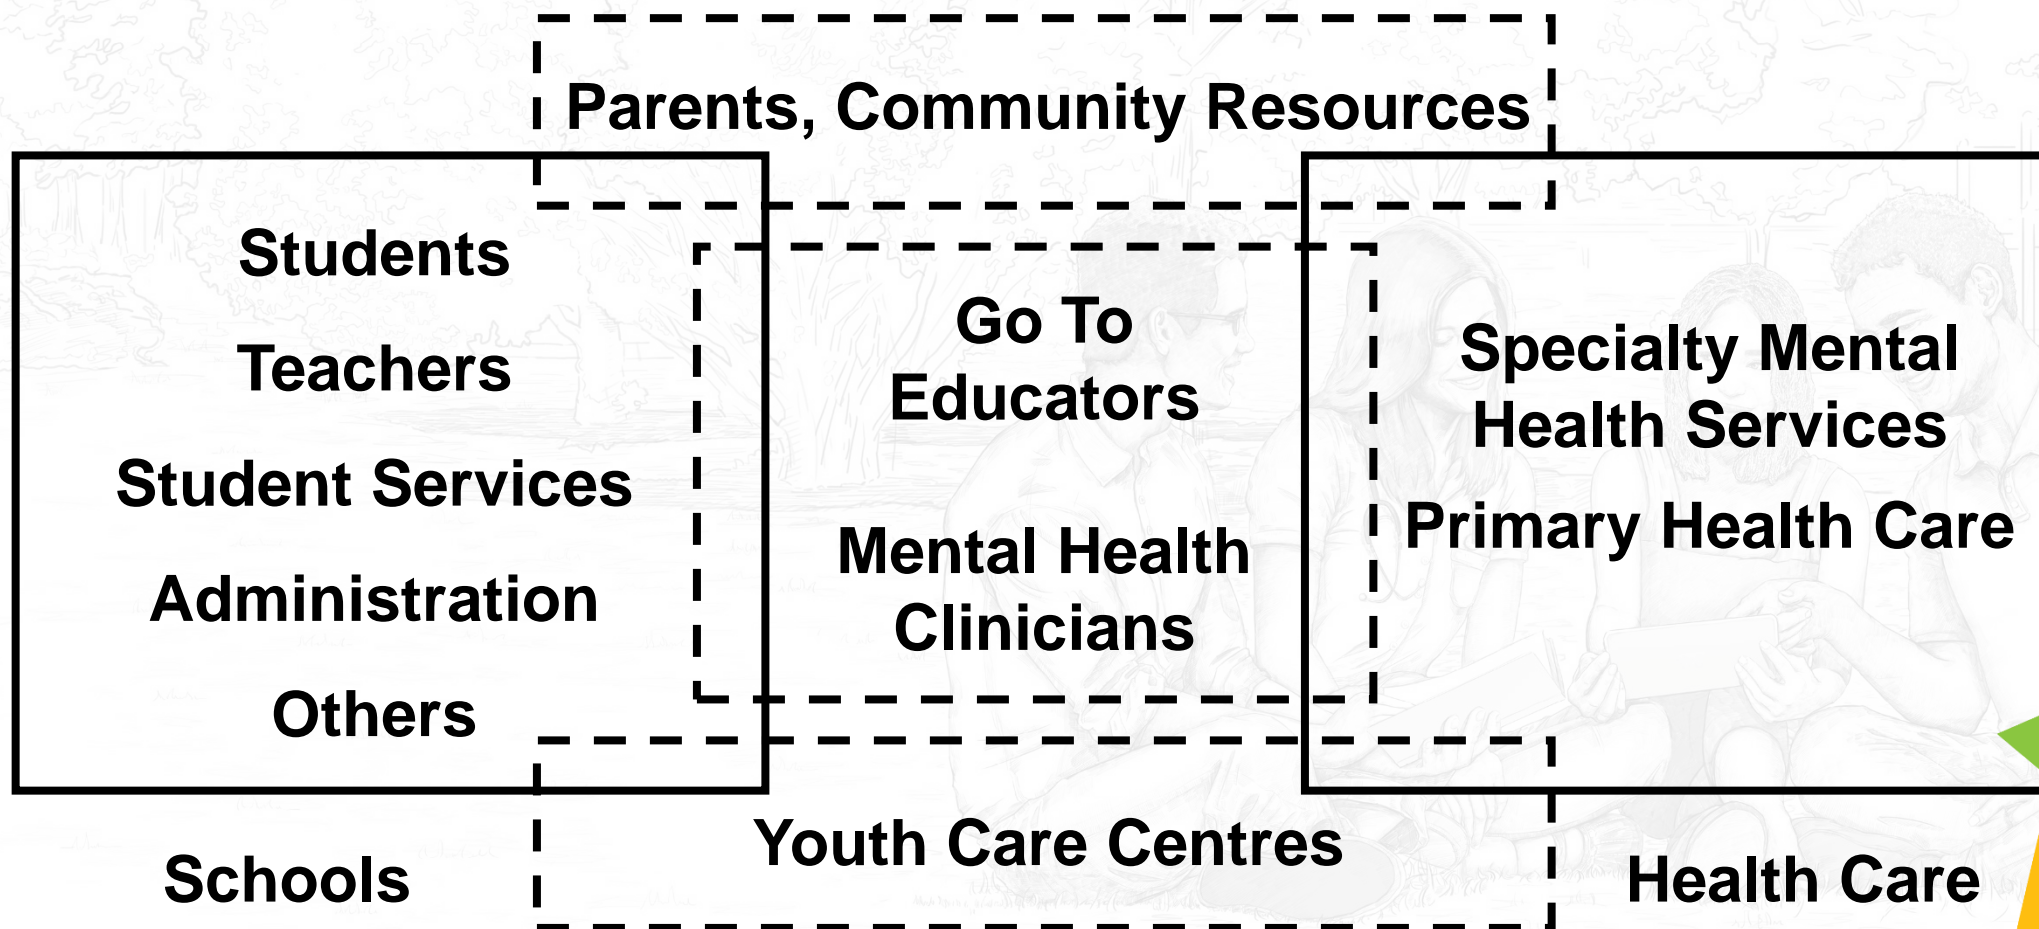 Parents, Community Resources
Students
Teachers
Student Services
Administration
Others
Schools
Go To
Educators
Mental Health
Clinicians
Youth Care Centres
Specialty Mental
Health Services
Primary Health Care
Health Care